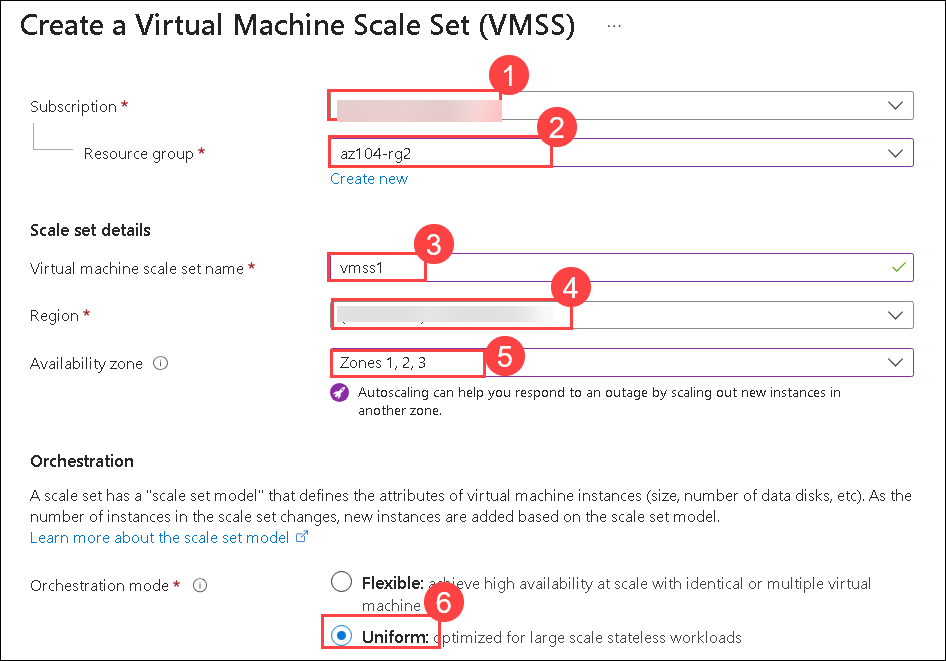 Create a Virtual Machine Scale Set (VMSS) ...
1
Subscription *
2
Resource group * az104-rg2
Create new
Scale set details
3
Virtual machine scale set name * vmss1
4
Region *
5
Availability zone Zones 1, 2, 3
Autoscaling can help you respond to an outage by scaling out new instances in
another zone.
Orchestration
A scale set has a "scale set model" that defines the attributes of virtual machine instances (size, number of data disks, etc). As the
number of instances in the scale set changes, new instances are added based on the scale set model.
Learn more about the scale set model
Orchestration mode * Flexible: achieve high availability at scale with identical or multiple virtual
machine
6
Uniform: optimized for large scale stateless workloads